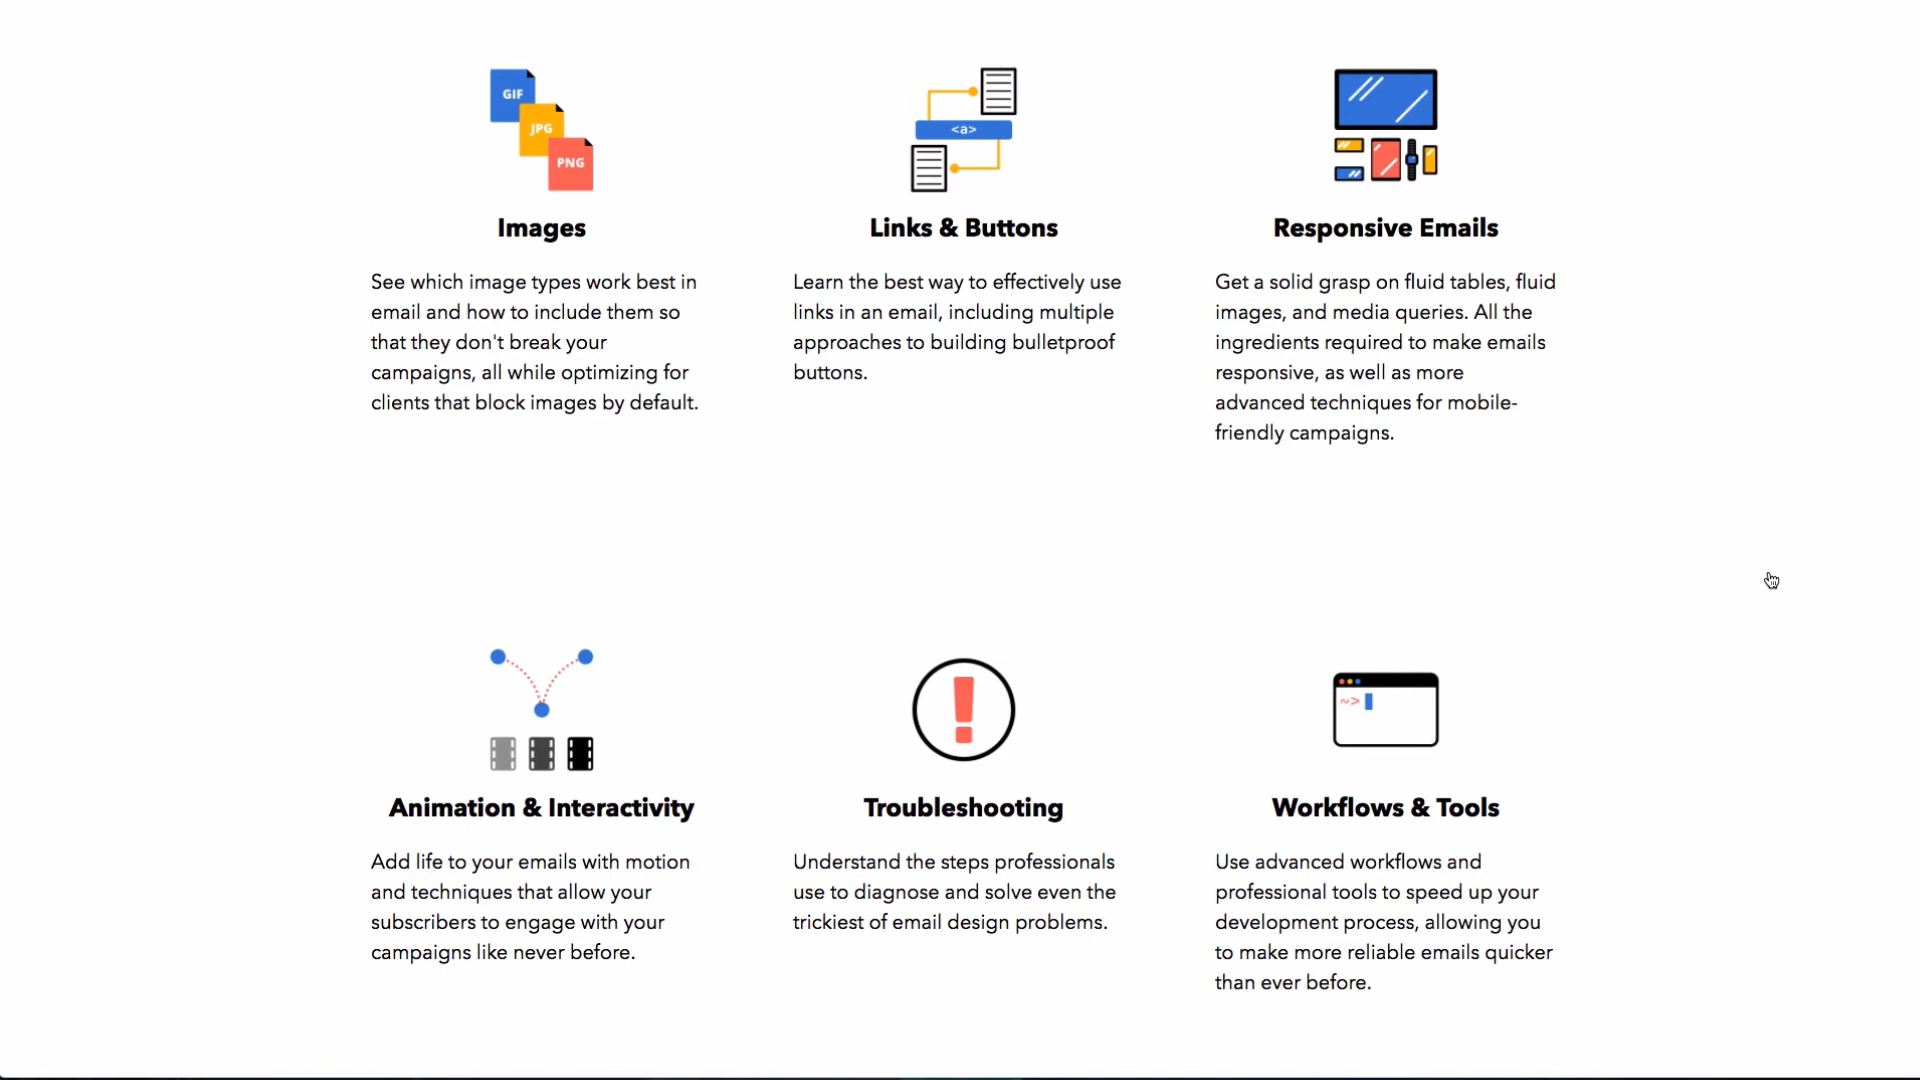 GIF
JPG
PNG
<a>
Images
See which image types work best in
email and how to include them so
that they don't break your
campaigns, all while optimizing for
clients that block images by default.
Links & Buttons
Learn the best way to effectively use
links in an email, including multiple
approaches to building bulletproof
buttons.
Responsive Emails
Get a solid grasp on fluid tables, fluid
images, and media queries. All the
ingredients required to make emails
responsive, as well as more
advanced techniques for mobile-
friendly campaigns.
Animation & Interactivity
Add life to your emails with motion
and techniques that allow your
subscribers to engage with your
campaigns like never before.
Troubleshooting
Understand the steps professionals
use to diagnose and solve even the
trickiest of email design problems.
~>
Workflows & Tools
Use advanced workflows and
professional tools to speed up your
development process, allowing you
to make more reliable emails quicker
than ever before.